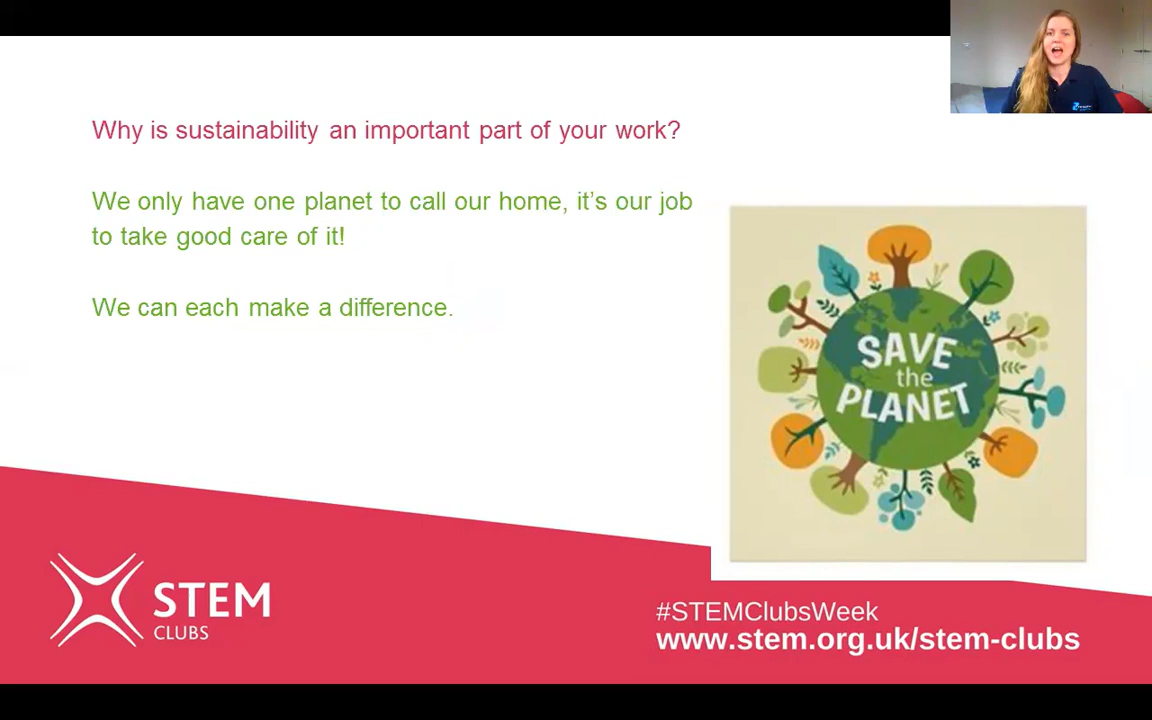 Why is sustainability an important part of your work?
We only have one planet to call our home, it's our job
to take good care of it!
We can each make a difference.
SAVE
the
PLANET
STEM
CLUBS
#STEMClubsWeek
www.stem.org.uk/stem-clubs